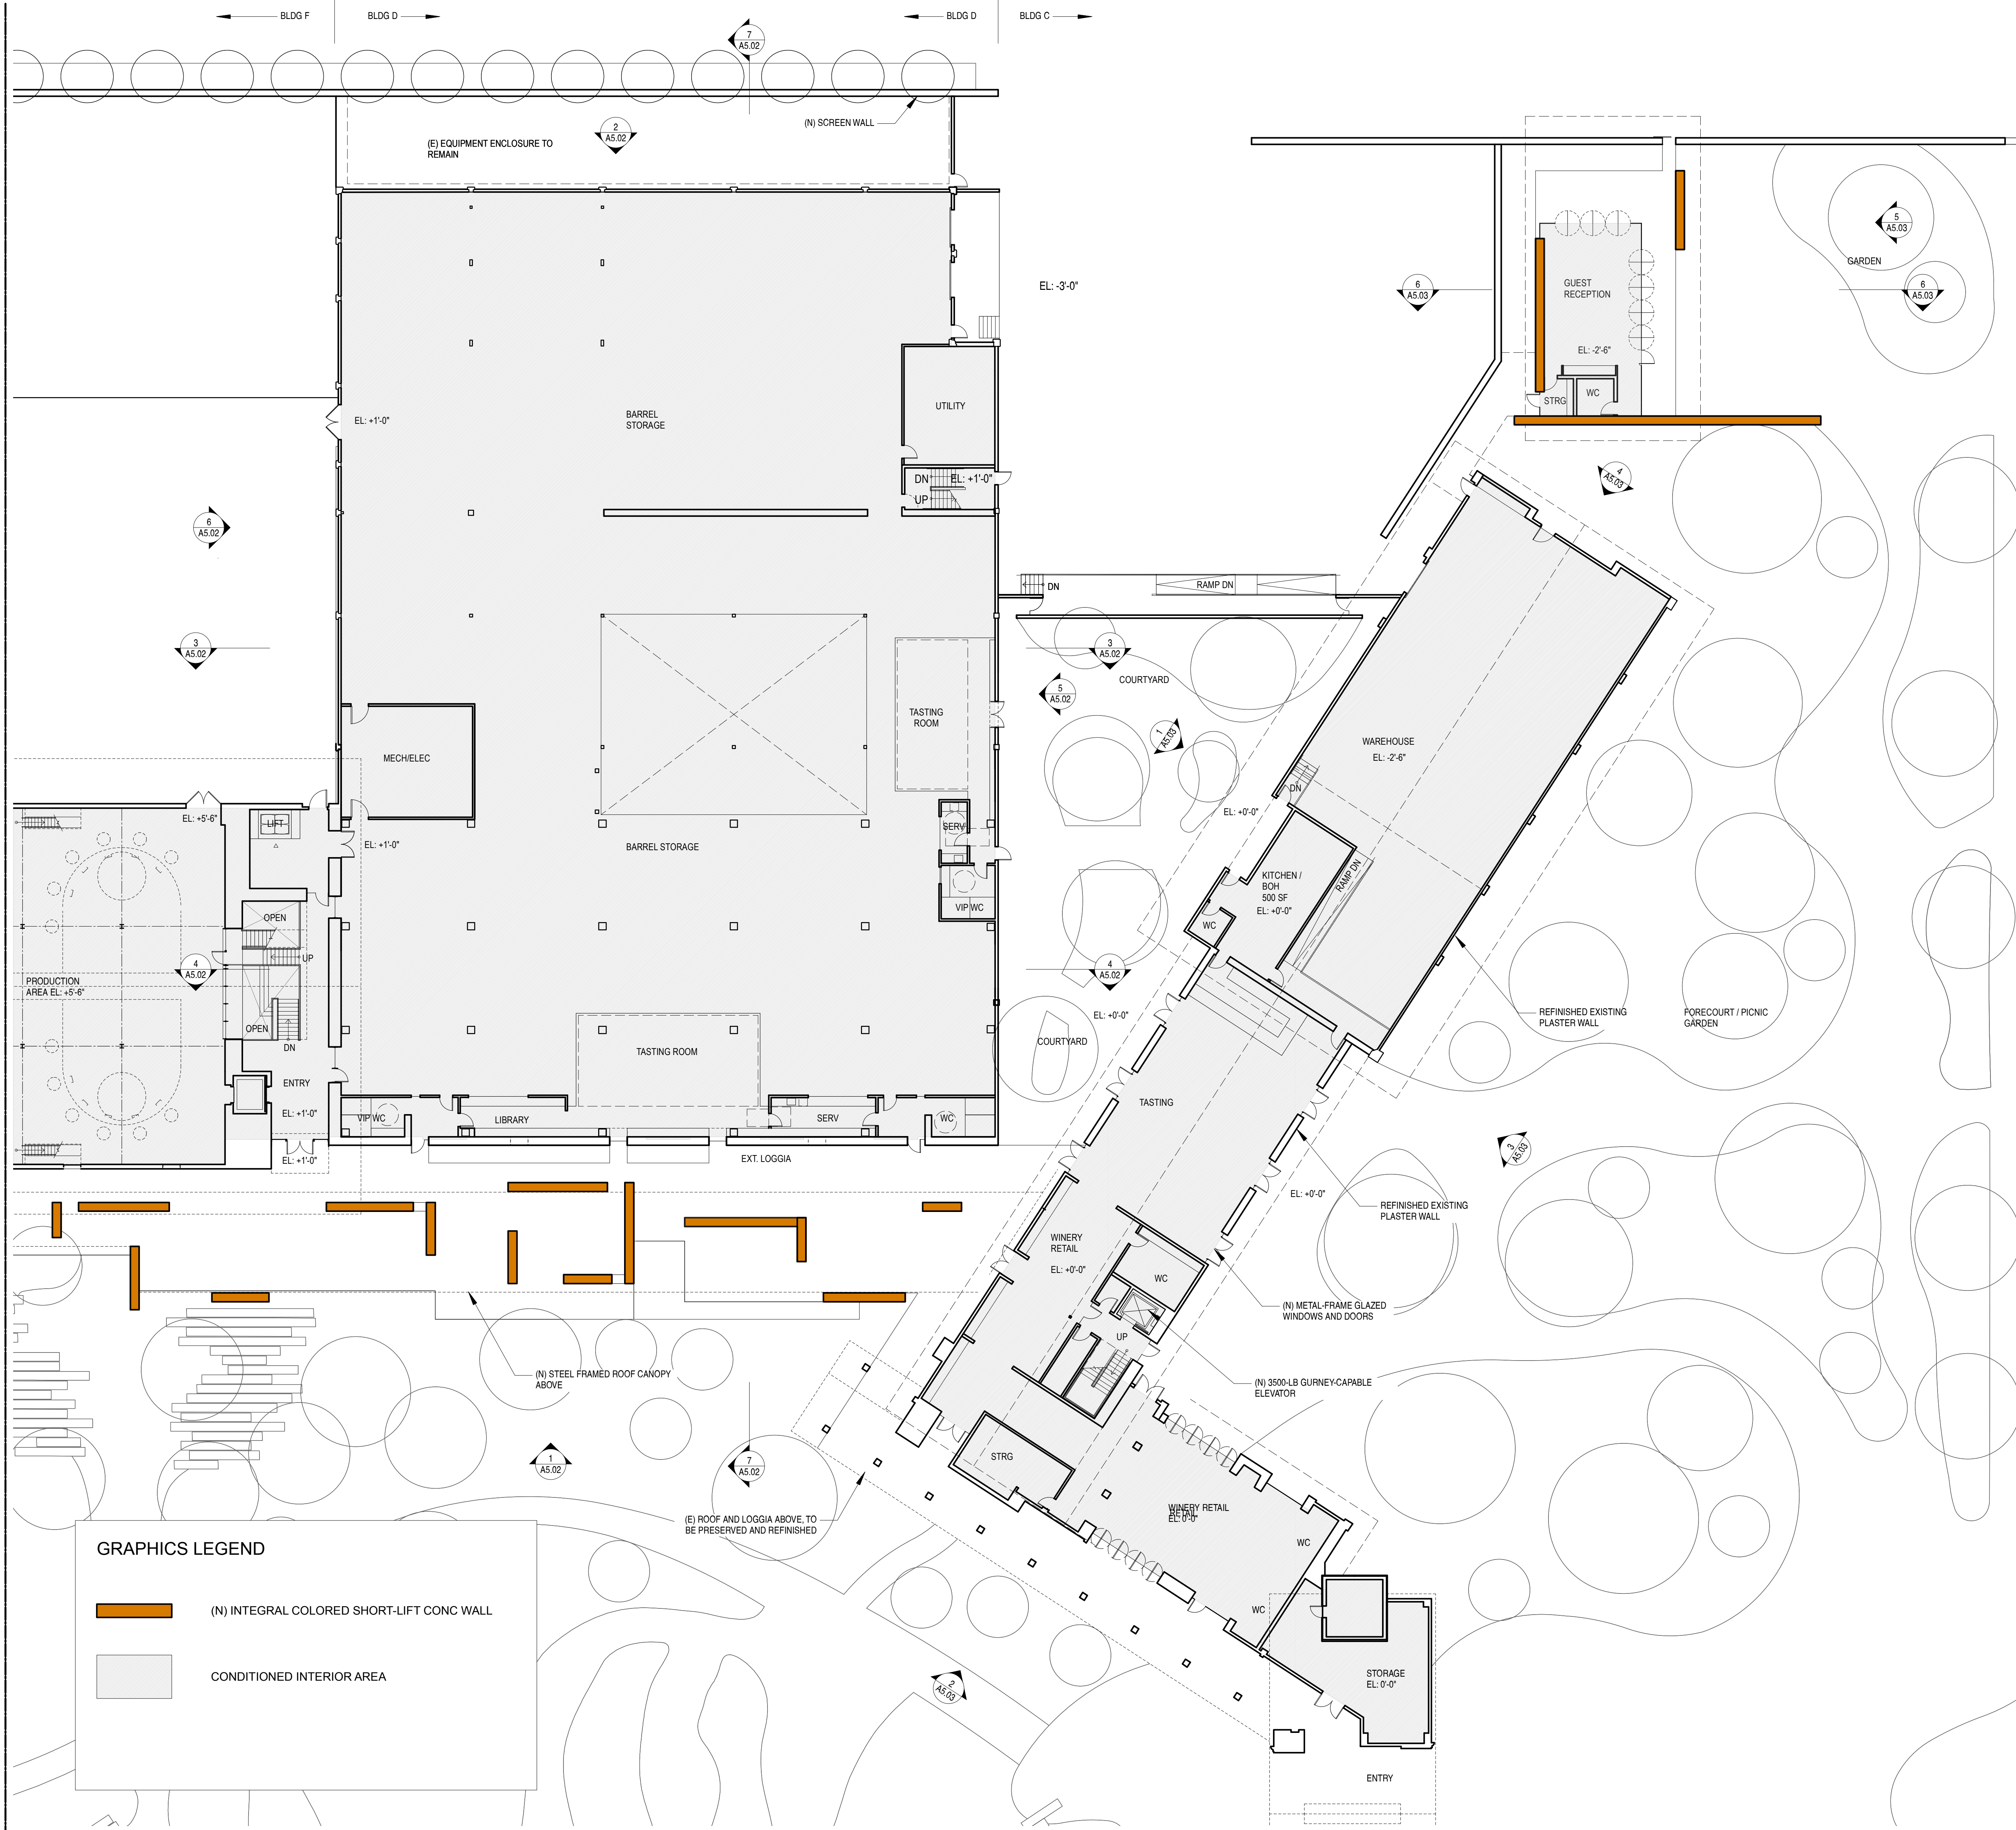 BLDG F
BLDG D
BLDG D
BLDG C
7
A5.02
(N) SCREEN WALL
2
A5.02
(E) EQUIPMENT ENCLOSURE TO
REMAIN
5
A5.03
GARDEN
6
A5.03
6
A5.03
GUEST
RECEPTION
EL: -2'-6"
STRG
WC
EL: -3'-0"
UTILITY
BARREL
STORAGE
EL: +1'-0"
DN
EL: +1'-0"
UP
4
A5.03
6
A5.02
DN
RAMP DN
3
A5.02
3
A5.02
COURTYARD
5
A5.02
1
A5.03
TASTING
ROOM
WAREHOUSE
EL: -2'-6"
MECH/ELEC
DN
EL: +5'-6"
LIFT
EL: +1'-0"
BARREL STORAGE
SERV
EL: +0'-0"
KITCHEN /
BOH
500 SF
EL: +0'-0"
RAMP DN
VIP WC
WC
OPEN
UP
4
A5.02
4
A5.02
PRODUCTION
AREA EL: +5'-6"
OPEN
DN
EL: +0'-0"
REFINISHED EXISTING
PLASTER WALL
FORECOURT / PICNIC
GARDEN
COURTYARD
TASTING ROOM
ENTRY
EL: +1'-0"
TASTING
VIP WC
LIBRARY
SERV
WC
EL: +1'-0"
EXT. LOGGIA
3
A5.03
EL: +0'-0"
REFINISHED EXISTING
PLASTER WALL
WINERY
RETAIL
EL: +0'-0"
WC
(N) METAL-FRAME GLAZED
WINDOWS AND DOORS
UP
(N) STEEL FRAMED ROOF CANOPY
ABOVE
(N) 3500-LB GURNEY-CAPABLE
ELEVATOR
1
A5.02
7
A5.02
STRG
(E) ROOF AND LOGGIA ABOVE, TO
BE PRESERVED AND REFINISHED
WINERY RETAIL
RETAIL
EL: 0'-0"
WC
WC
GRAPHICS LEGEND
(N) INTEGRAL COLORED SHORT-LIFT CONC WALL
CONDITIONED INTERIOR AREA
2
A5.03
STORAGE
EL: 0'-0"
ENTRY